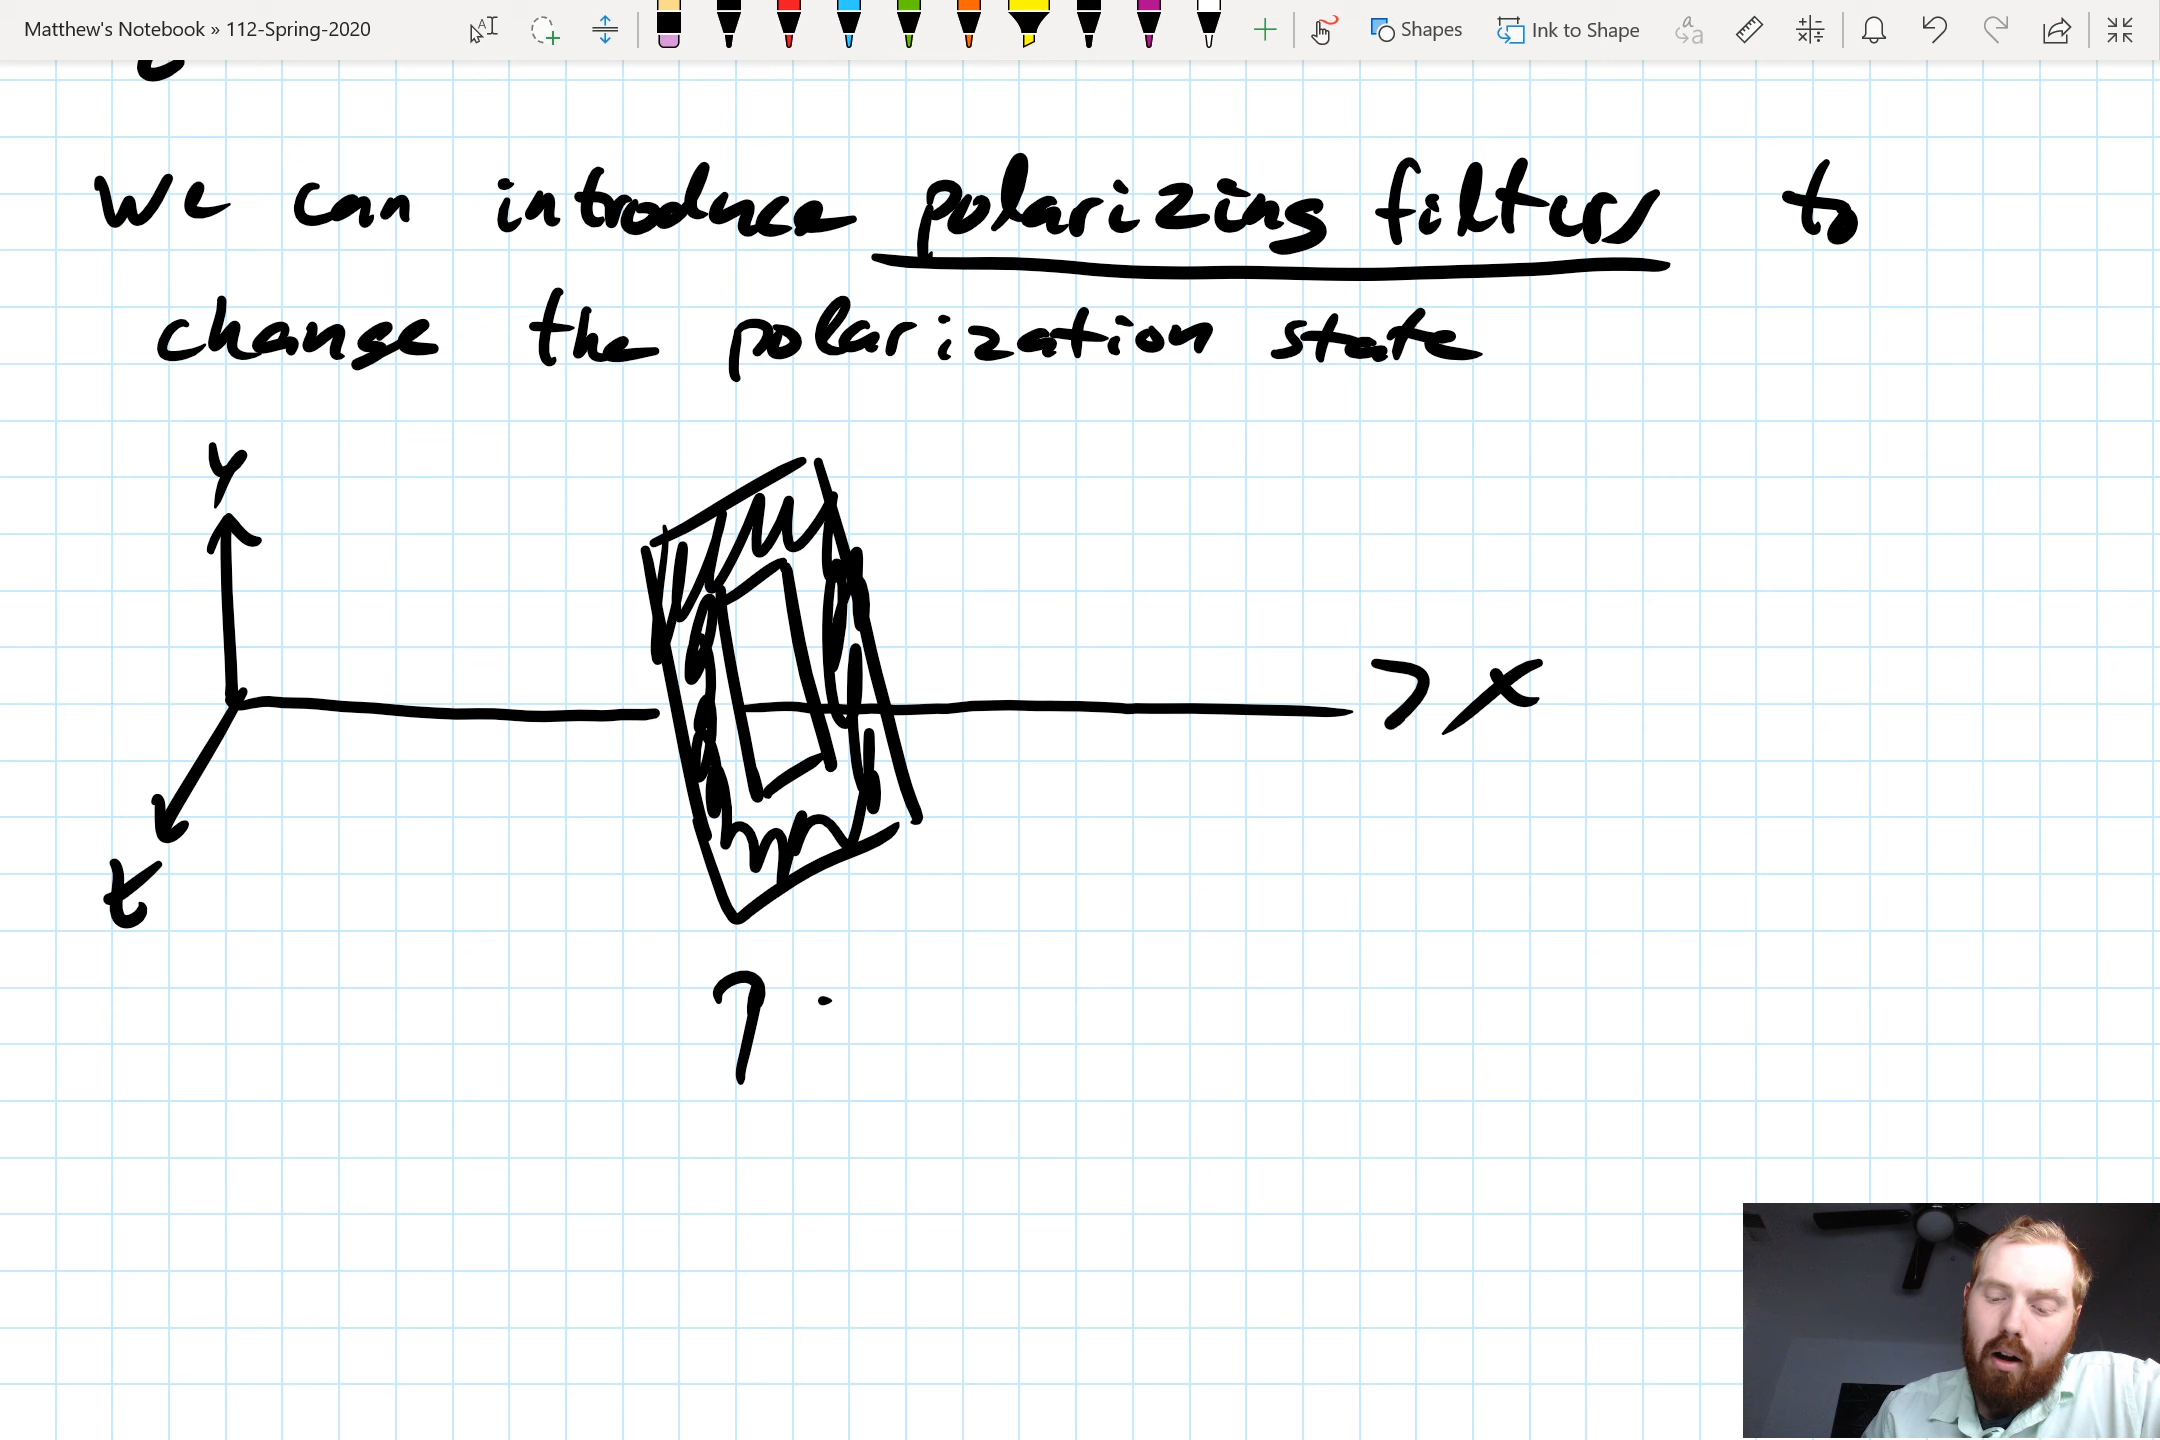 Matthew's Notebook » 112-Spring-2020
Shapes
Ink to Shape
We can introduce polarizing filters to
change the polarization state
y
x
z